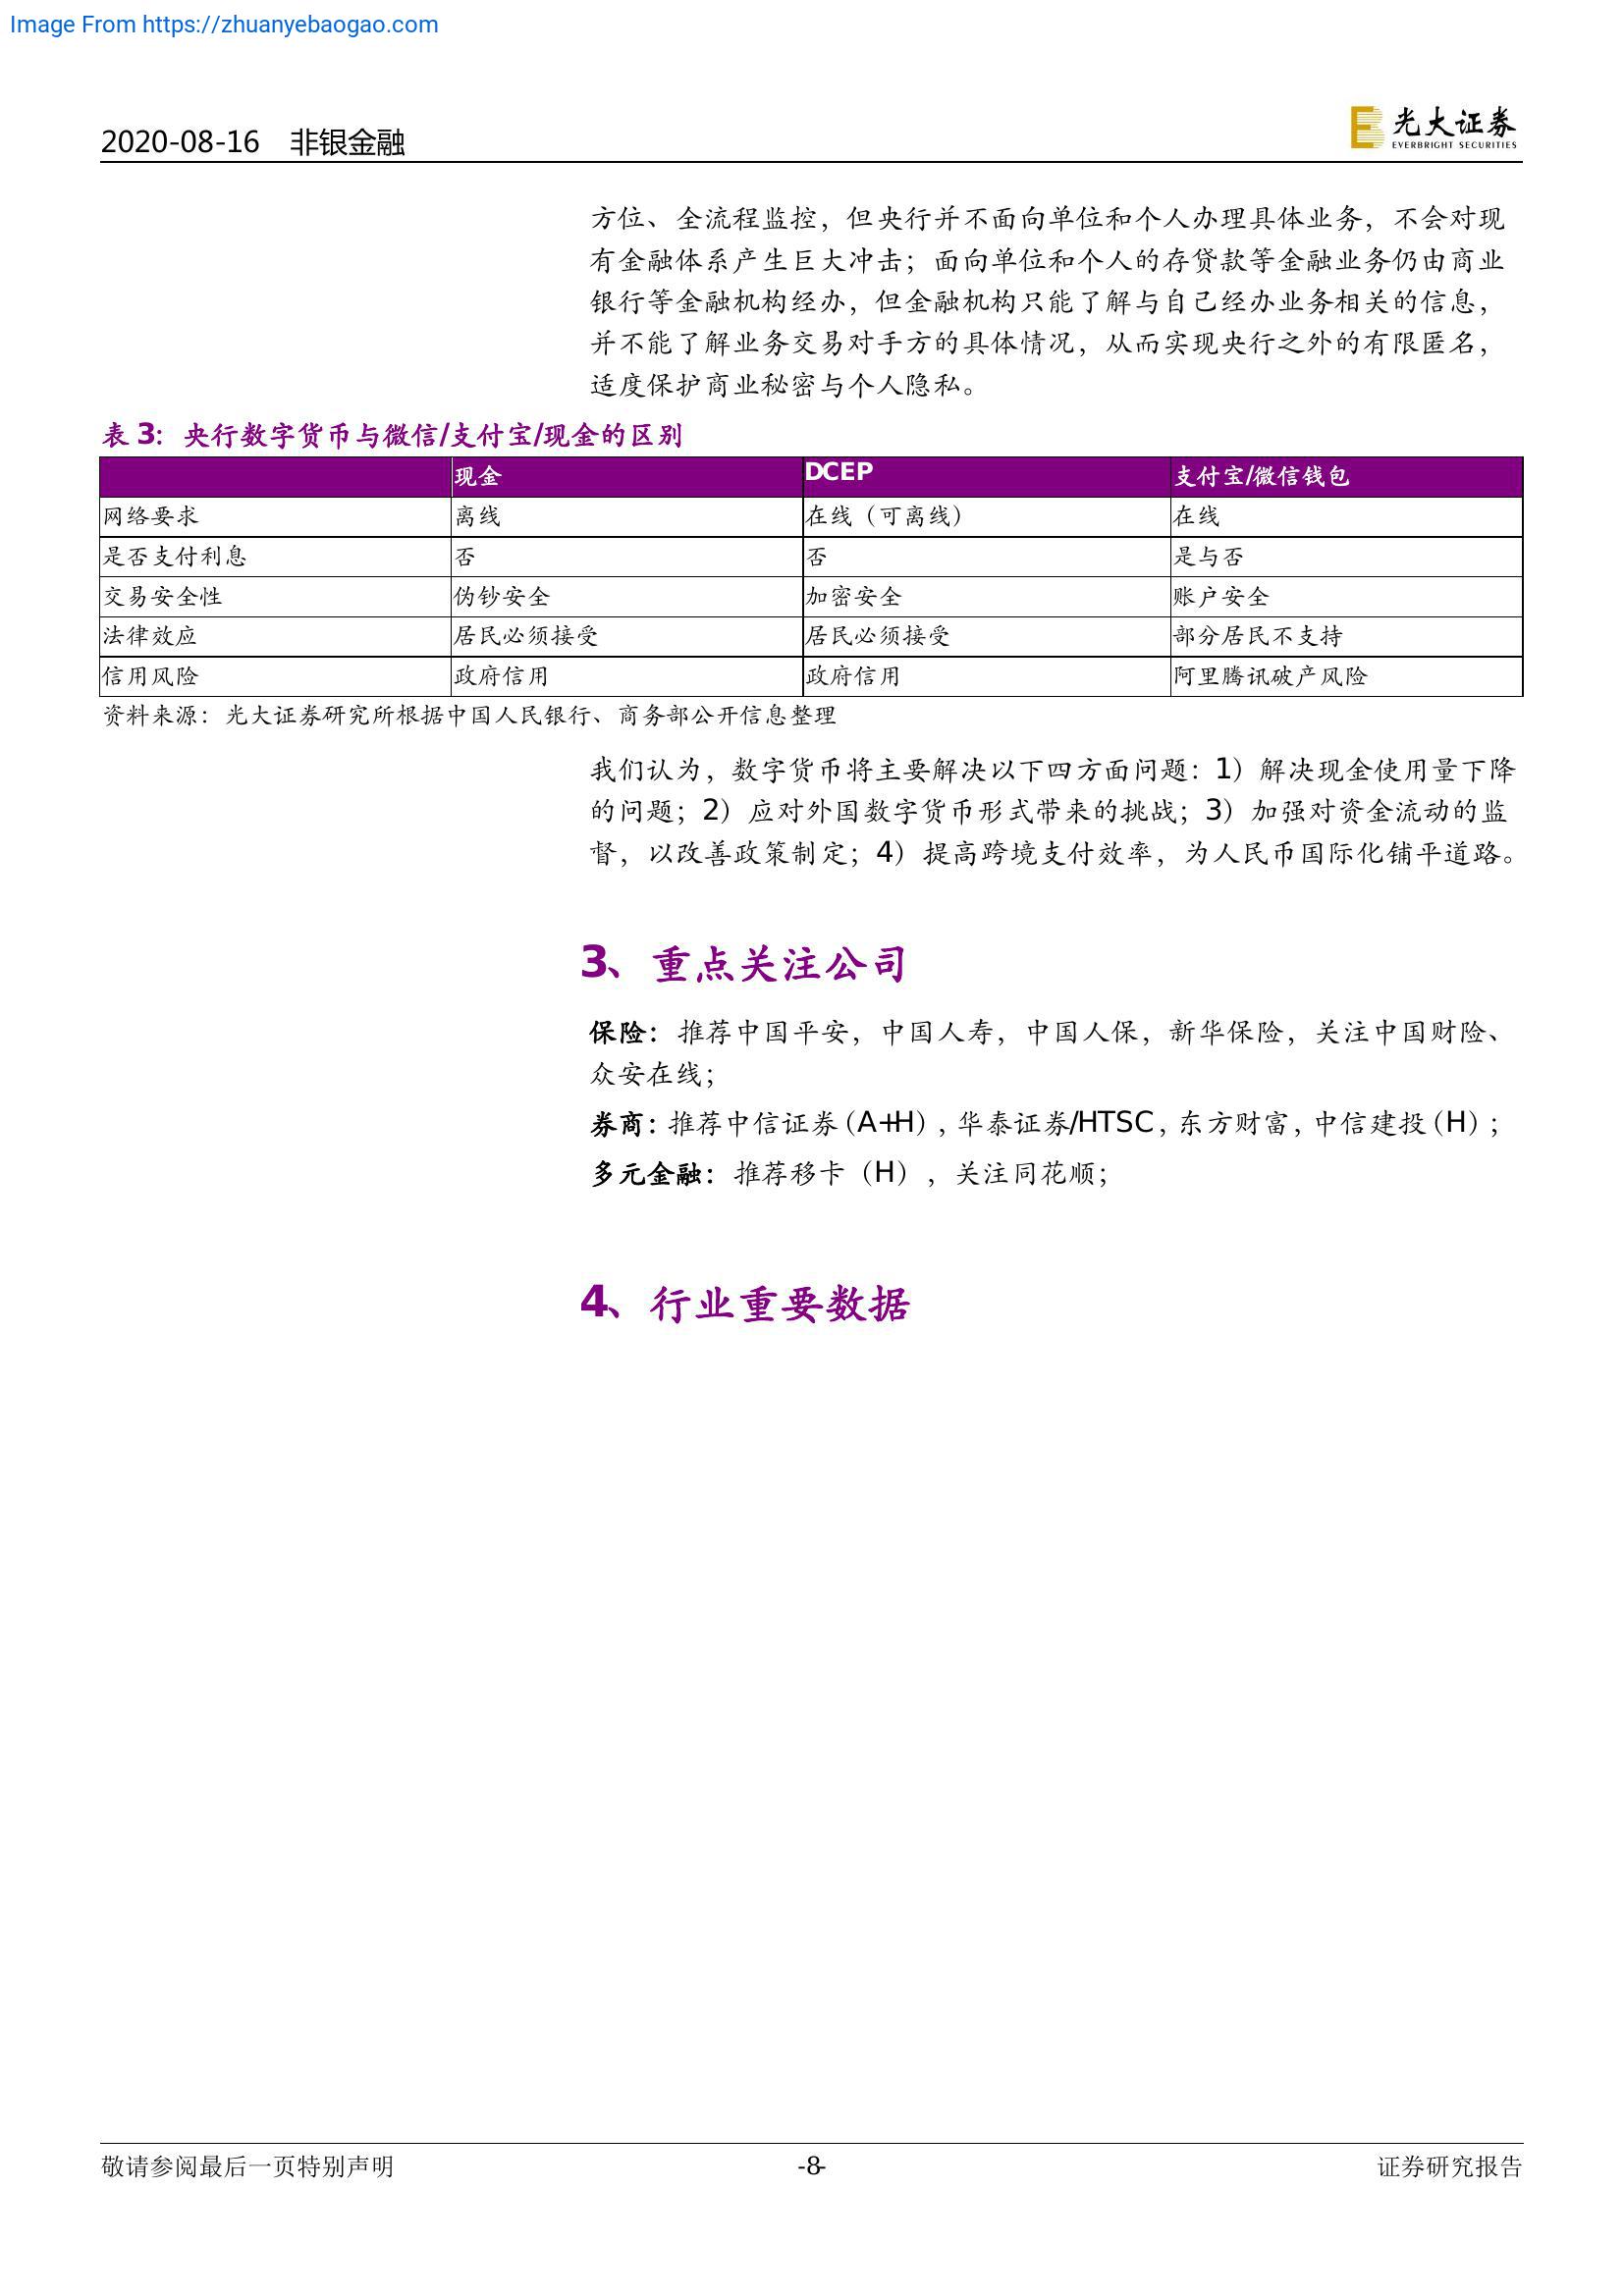 Image From https://zhuanyebaogao.com
2020-08-16 非银金融
光大证券
EVERBRIGHT SECURITIES
方位、全流程监控，但央行并不面向单位和个人办理具体业务，不会对现
有金融体系产生巨大冲击；面向单位和个人的存贷款等金融业务仍由商业
银行等金融机构经办，但金融机构只能了解与自己经办业务相关的信息，
并不能了解业务交易对手方的具体情况，从而实现央行之外的有限匿名，
适度保护商业秘密与个人隐私。
表 3：央行数字货币与微信/支付宝/现金的区别
现金 DCEP 支付宝/微信钱包
网络要求 离线 在线（可离线） 在线
是否支付利息 否 否 是与否
交易安全性 伪钞安全 加密安全 账户安全
法律效应 居民必须接受 居民必须接受 部分居民不支持
信用风险 政府信用 政府信用 阿里腾讯破产风险
资料来源：光大证券研究所根据中国人民银行、商务部公开信息整理
我们认为，数字货币将主要解决以下四方面问题：1）解决现金使用量下降
的问题；2）应对外国数字货币形式带来的挑战；3）加强对资金流动的监
督，以改善政策制定；4）提高跨境支付效率，为人民币国际化铺平道路。
3、重点关注公司
保险：推荐中国平安，中国人寿，中国人保，新华保险，关注中国财险、
众安在线；
券商：推荐中信证券（A+H），华泰证券/HTSC，东方财富，中信建投（H）；
多元金融：推荐移卡（H），关注同花顺；
4、行业重要数据
敬请参阅最后一页特别声明 -8- 证券研究报告